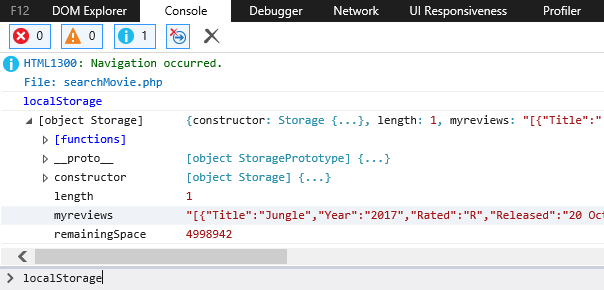 F12 DOM Explorer Console Debugger Network UI Responsiveness Profiler
0 0 1
HTML1300: Navigation occurred.
File: searchMovie.php
localStorage
[object Storage] {constructor: Storage {...}, length: 1, myreviews: "[{"Title":"
[functions]
__proto__ [object StoragePrototype] {...}
constructor [object Storage] {...}
length 1
myreviews "[{"Title":"Jungle","Year":"2017","Rated":"R","Released":"20 Oct
remainingSpace 4998942
localStorage